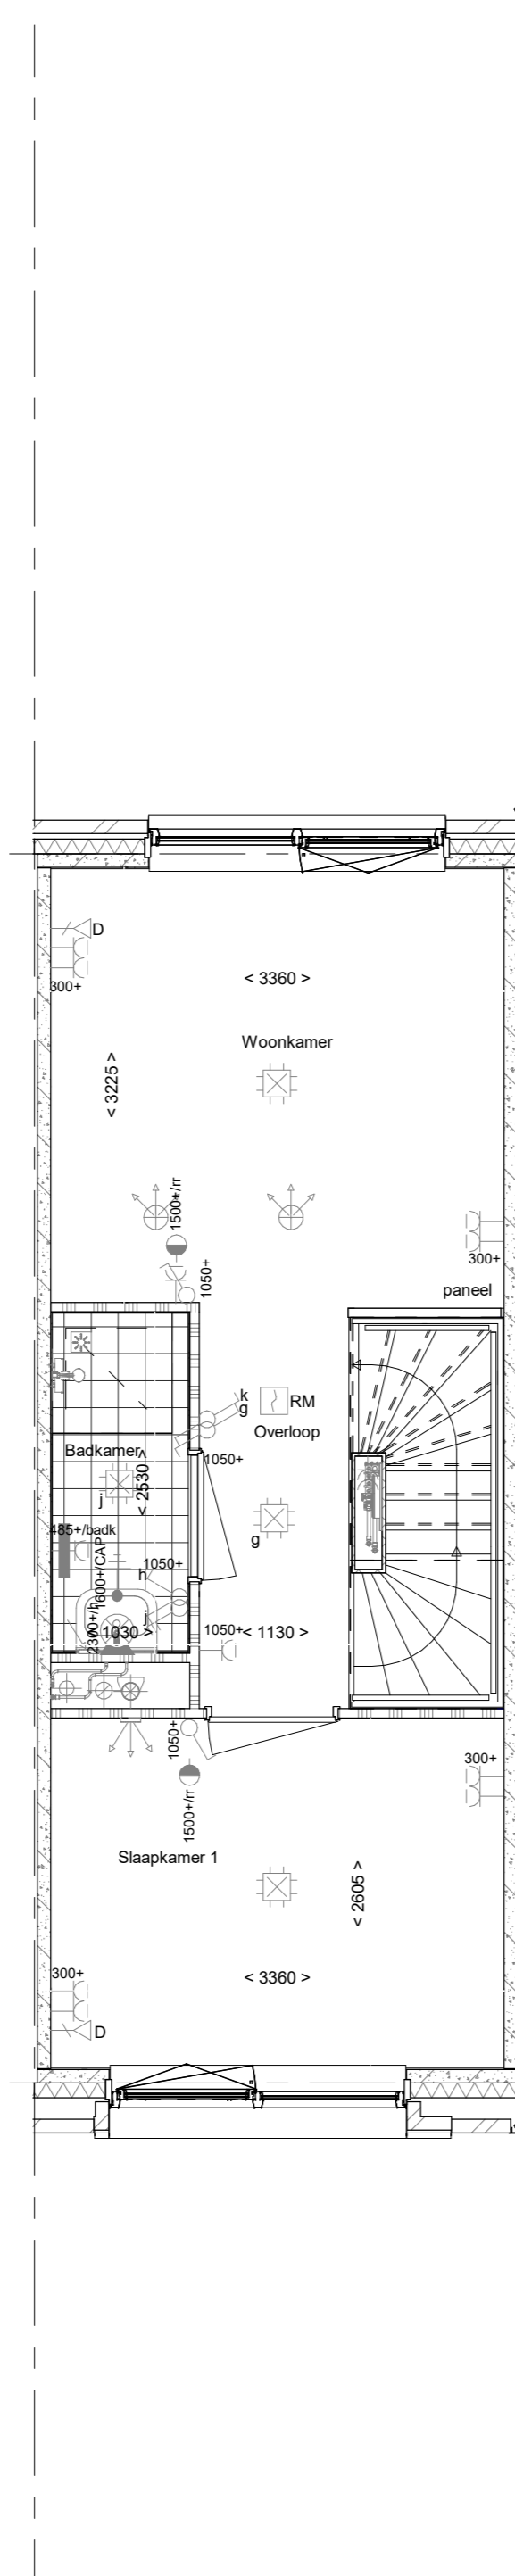 D
300+
< 3360 >
Woonkamer
< 3225 >
1500+/rr
1050+
300+
paneel
k
g
RM
Overloop
Badkamer
1050+
< 2530 >
j
g
485+/badk
1600+/CAP
1050+
h
j
2300+/L
< 1030 >
1050+
< 1130 >
1050+
1500+/rr
300+
Slaapkamer 1
< 2605 >
300+
< 3360 >
D